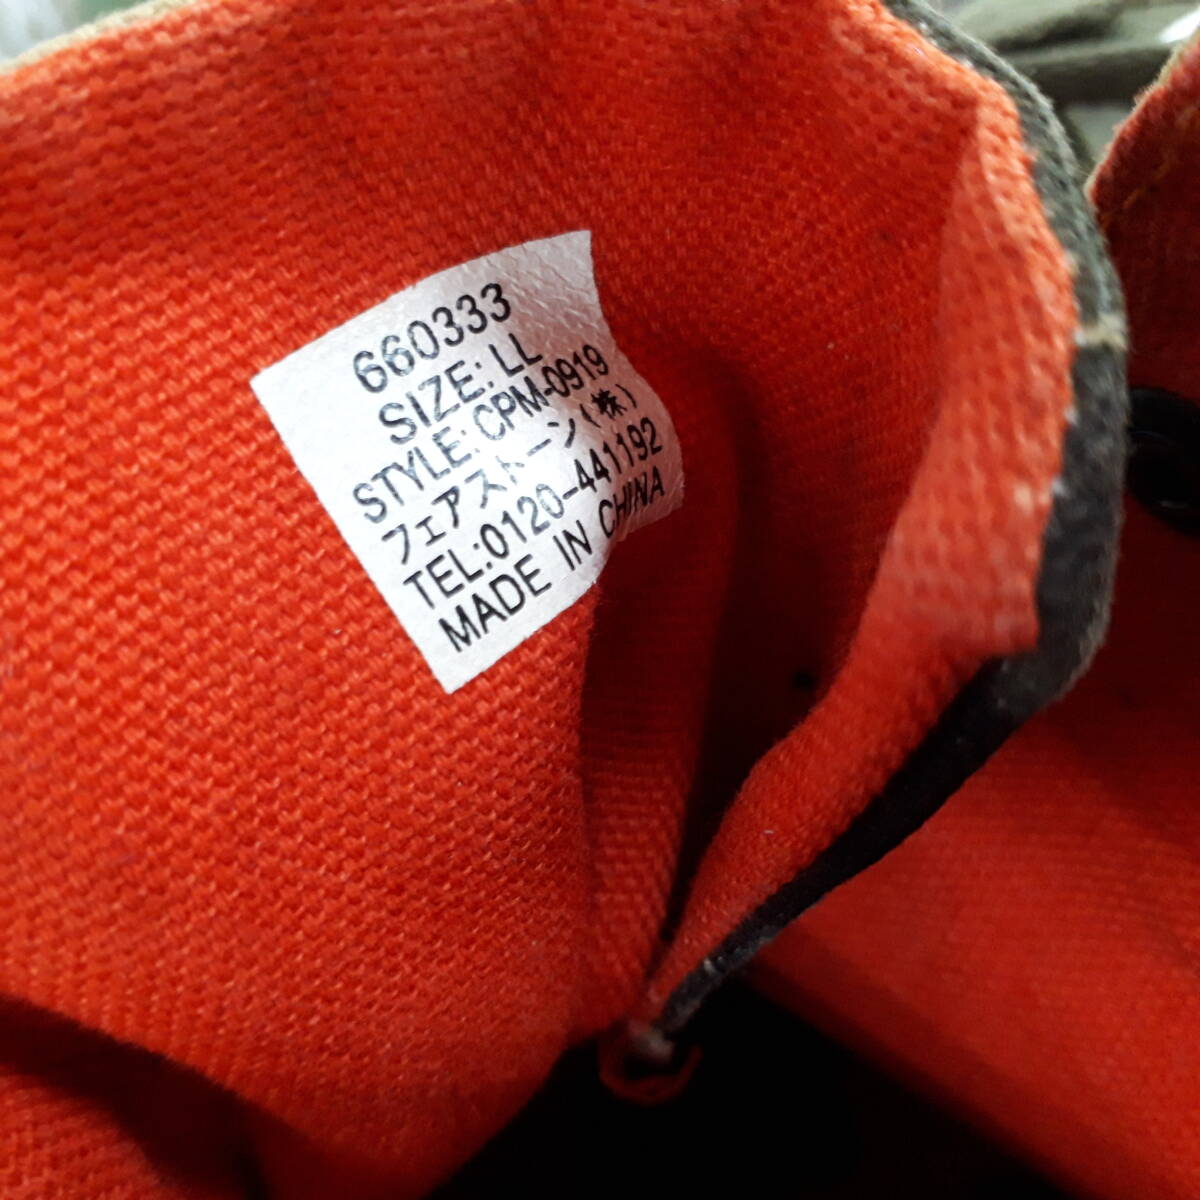 660333
SIZE: LL
STYLE: CPM-0919
フェアストーン(株)
TEL:0120-441192
MADE IN CHINA